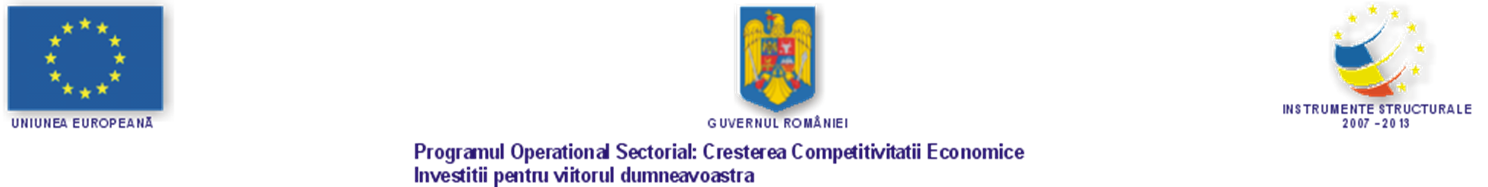 UNIUNEA EUROPEANĂ
GUVERNUL ROMÂNIEI
INSTRUMENTE STRUCTURALE
2007 - 2013
Programul Operational Sectorial: Cresterea Competitivitatii Economice
Investitii pentru viitorul dumneavoastra